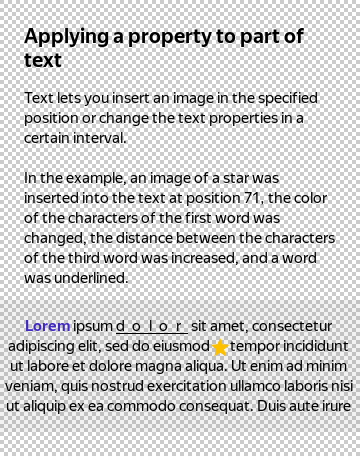 Applying a property to part of
text
Text lets you insert an image in the specified
position or change the text properties in a
certain interval.
In the example, an image of a star was
inserted into the text at position 71, the color
of the characters of the first word was
changed, the distance between the characters
of the third word was increased, and a word
was underlined.
Lorem ipsum dolor sit amet, consectetur
adipiscing elit, sed do eiusmod tempor incididunt
ut labore et dolore magna aliqua. Ut enim ad minim
veniam, quis nostrud exercitation ullamco laboris nisi
ut aliquip ex ea commodo consequat. Duis aute irure